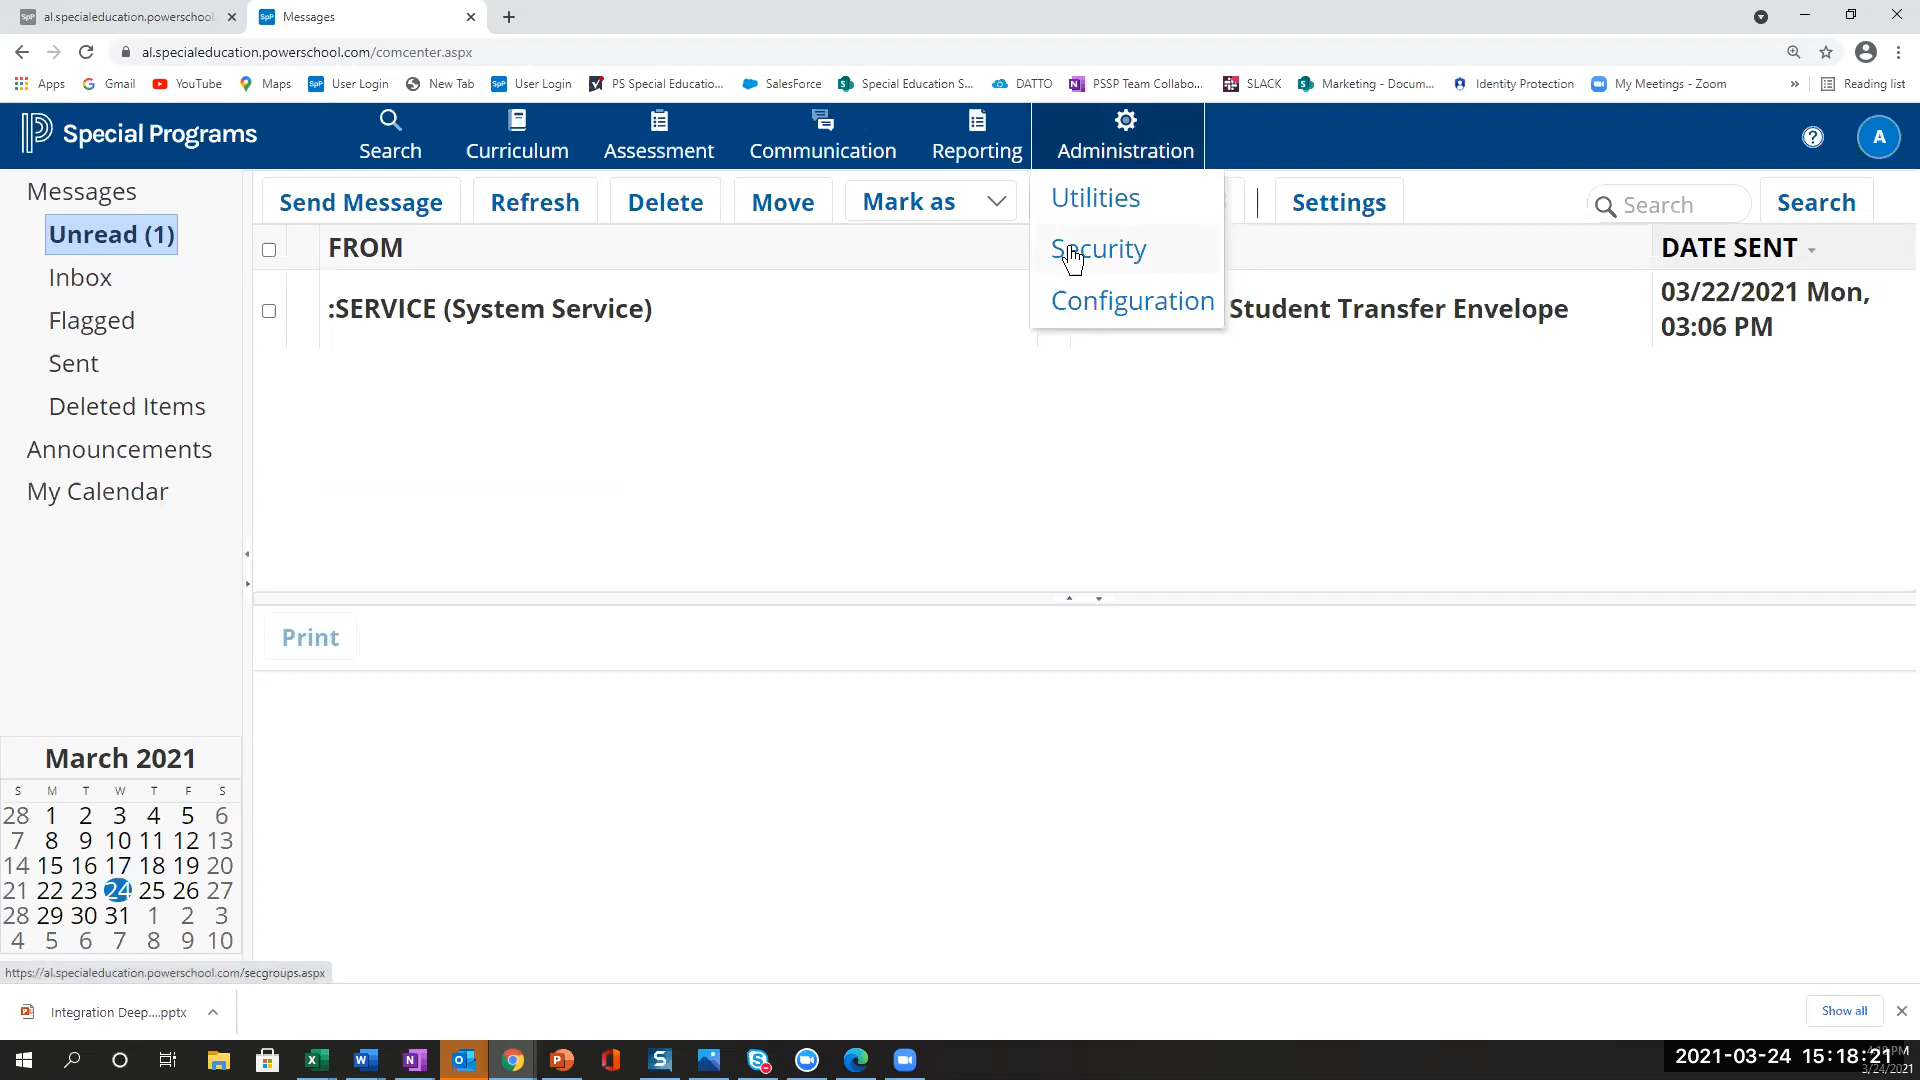 al.specialeducation.powerschool.
Messages
al.specialeducation.powerschool.com/comcenter.aspx
Apps
Gmail
YouTube
Maps
User Login
New Tab
User Login
PS Special Educatio...
SalesForce
Special Education S...
DATTO
PSSP Team Collabo...
SLACK
Marketing - Docum...
Identity Protection
My Meetings - Zoom
»
Reading list
Special Programs
Search
Curriculum
Assessment
Communication
Reporting
Administration
A
Messages
Unread (1)
Inbox
Flagged
Sent
Deleted Items
Announcements
My Calendar
Send Message
Refresh
Delete
Move
Mark as
Utilities
Security
Configuration
Settings
Search
Search
FROM
DATE SENT
:SERVICE (System Service)
Student Transfer Envelope
03/22/2021 Mon,
03:06 PM
Print
March 2021
S M T W T F S
28 1 2 3 4 5 6
7 8 9 10 11 12 13
14 15 16 17 18 19 20
21 22 23 24 25 26 27
28 29 30 31 1 2 3
4 5 6 7 8 9 10
https://al.specialeducation.powerschool.com/secgroups.aspx
Integration Deep....pptx
Show all
2021-03-24 15:18:21
3/24/2021